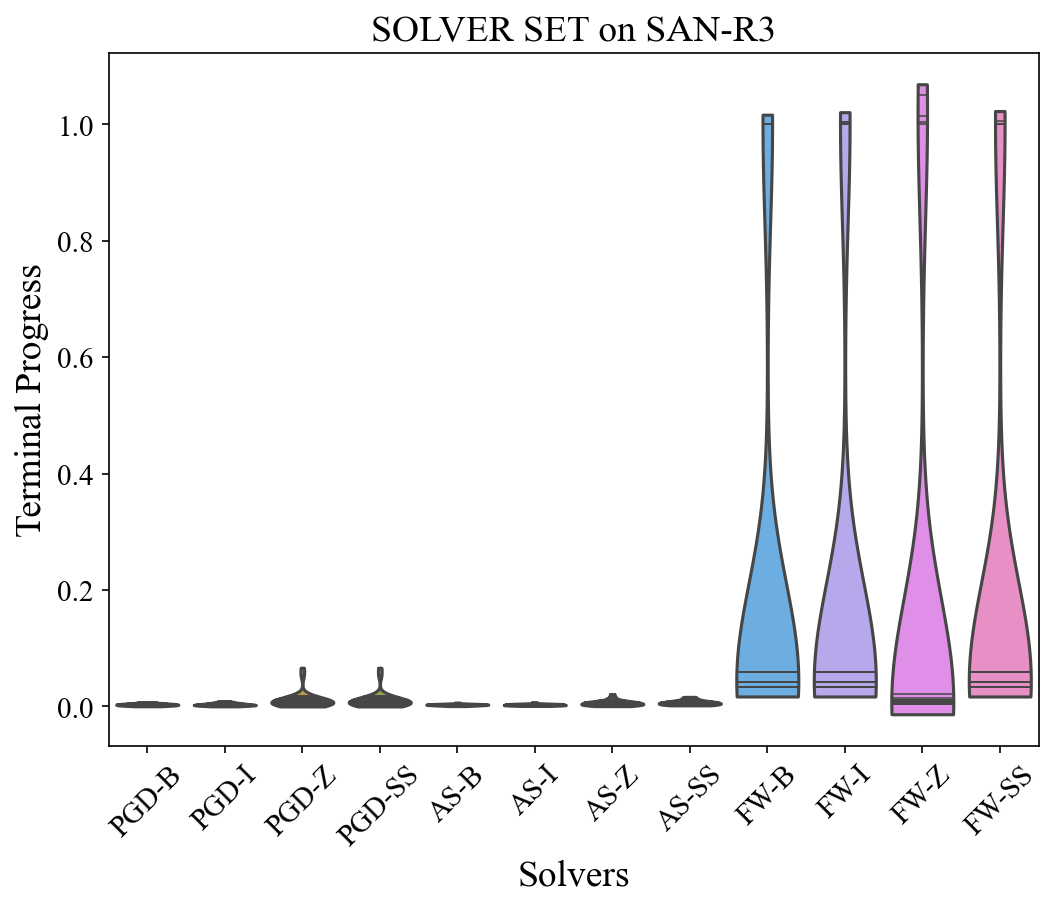 SOLVER SET on SAN-R3
Terminal Progress
1.0
0.8
0.6
0.4
0.2
0.0
PGD-B
PGD-I
PGD-Z
PGD-SS
AS-B
AS-I
AS-Z
AS-SS
FW-B
FW-I
FW-Z
FW-SS
Solvers